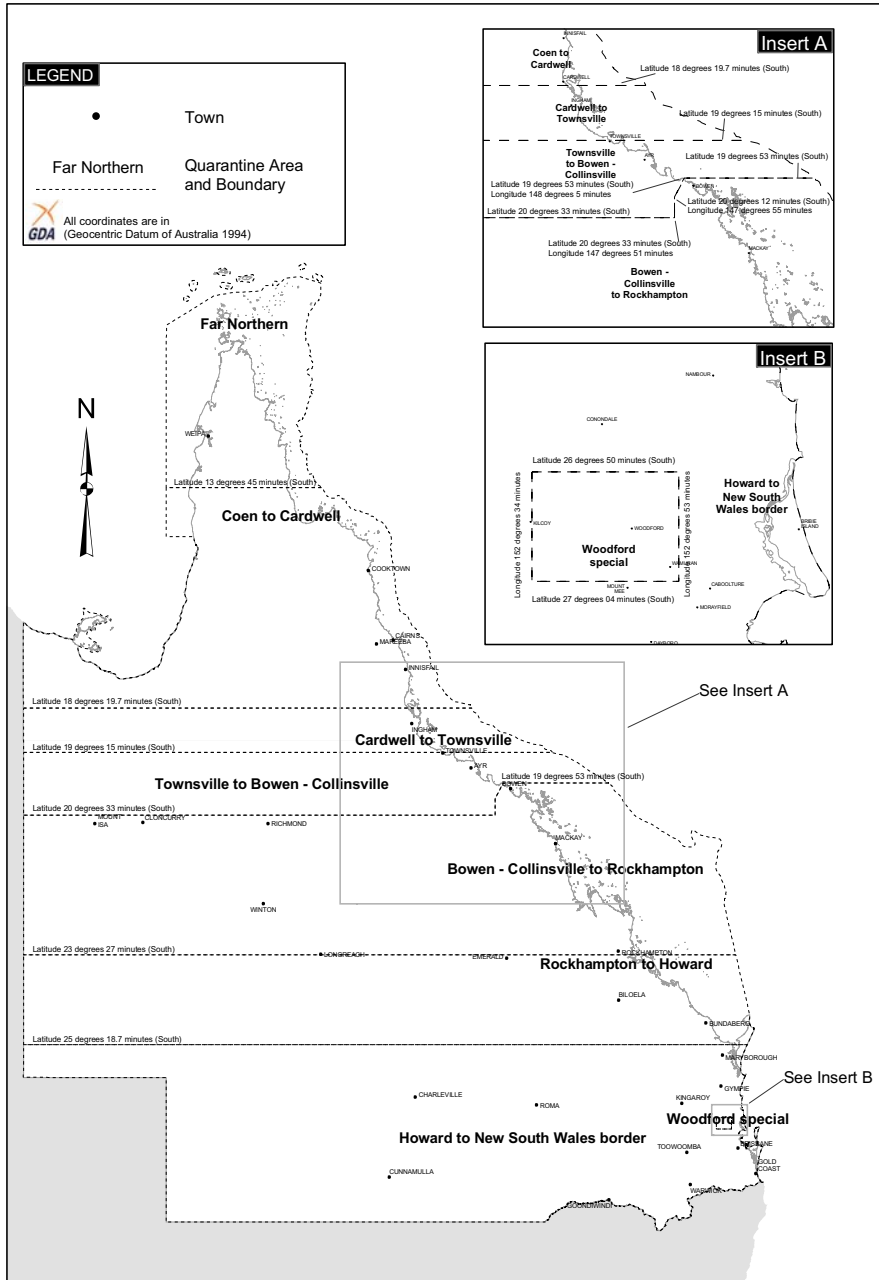 LEGEND
Town
Far Northern
Quarantine Area
and Boundary
GDA
All coordinates are in
(Geocentric Datum of Australia 1994)
Insert A
INNISFAIL
Coen to
Cardwell
Latitude 18 degrees 19.7 minutes (South)
CARDWELL
INGHAM
Cardwell to
Townsville
Latitude 19 degrees 15 minutes (South)
TOWNSVILLE
Townsville
to Bowen -
Collinsville
AYR
Latitude 19 degrees 53 minutes (South)
Latitude 19 degrees 53 minutes (South)
Longitude 148 degrees 5 minutes
BOWEN
Latitude 20 degrees 12 minutes (South)
Longitude 147 degrees 55 minutes
Latitude 20 degrees 33 minutes (South)
Latitude 20 degrees 33 minutes (South)
Longitude 147 degrees 51 minutes
MACKAY
Bowen -
Collinsville
to Rockhampton
Insert B
NAMBOUR
CONONDALE
Latitude 26 degrees 50 minutes (South)
Longitude 152 degrees 34 minutes
Longitude 152 degrees 53 minutes
Howard to
New South
Wales border
KILCOY
WOODFORD
BRIBIE
ISLAND
Woodford
special
WAMURAN
MOUNT
MEE
CABOOLTURE
Latitude 27 degrees 04 minutes (South)
MORAYFIELD
DAYBORO
Far Northern
N
WEIPA
Latitude 13 degrees 45 minutes (South)
Coen to Cardwell
COOKTOWN
CAIRNS
MAREEBA
INNISFAIL
See Insert A
Latitude 18 degrees 19.7 minutes (South)
INGHAM
Cardwell to Townsville
Latitude 19 degrees 15 minutes (South)
TOWNSVILLE
AYR
Townsville to Bowen - Collinsville
Latitude 19 degrees 53 minutes (South)
BOWEN
Latitude 20 degrees 33 minutes (South)
MOUNT
ISA
CLONCURRY
RICHMOND
MACKAY
Bowen - Collinsville to Rockhampton
WINTON
Latitude 23 degrees 27 minutes (South)
LONGREACH
EMERALD
ROCKHAMPTON
Rockhampton to Howard
BILOELA
BUNDABERG
Latitude 25 degrees 18.7 minutes (South)
MARYBOROUGH
See Insert B
GYMPIE
CHARLEVILLE
ROMA
KINGAROY
Woodford special
Howard to New South Wales border
BRISBANE
TOOWOOMBA
GOLD
COAST
CUNNAMULLA
WARWICK
GOONDIWINDI